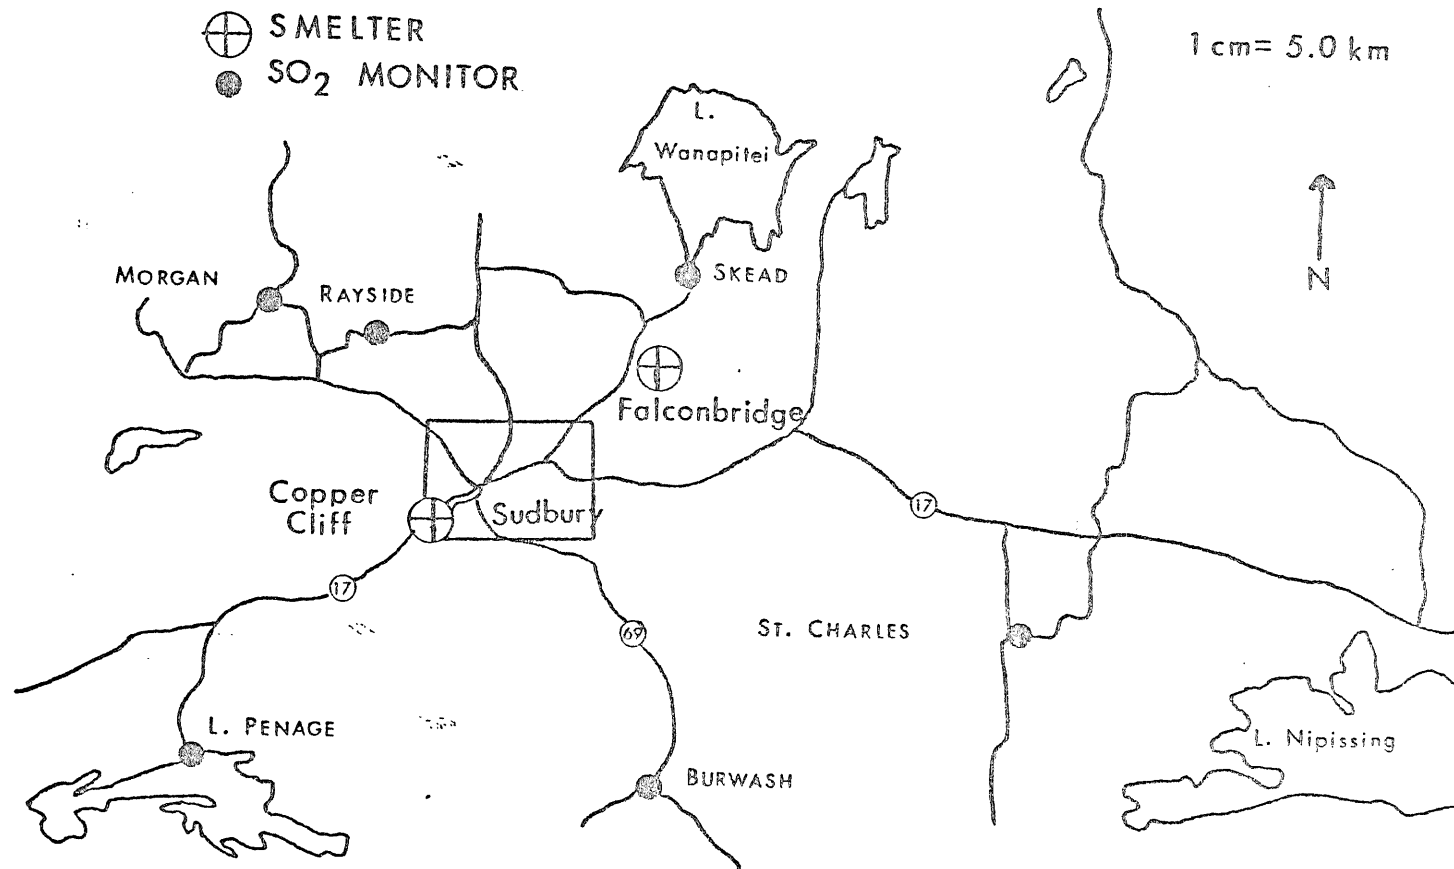 SMELTER
SO2 MONITOR
1 cm= 5.0 km
L.
Wanapitei
N
MORGAN
RAYSIDE
SKEAD
Falconbridge
Copper
Cliff
Sudbury
17
17
69
ST. CHARLES
L. PENAGE
BURWASH
L. Nipissing